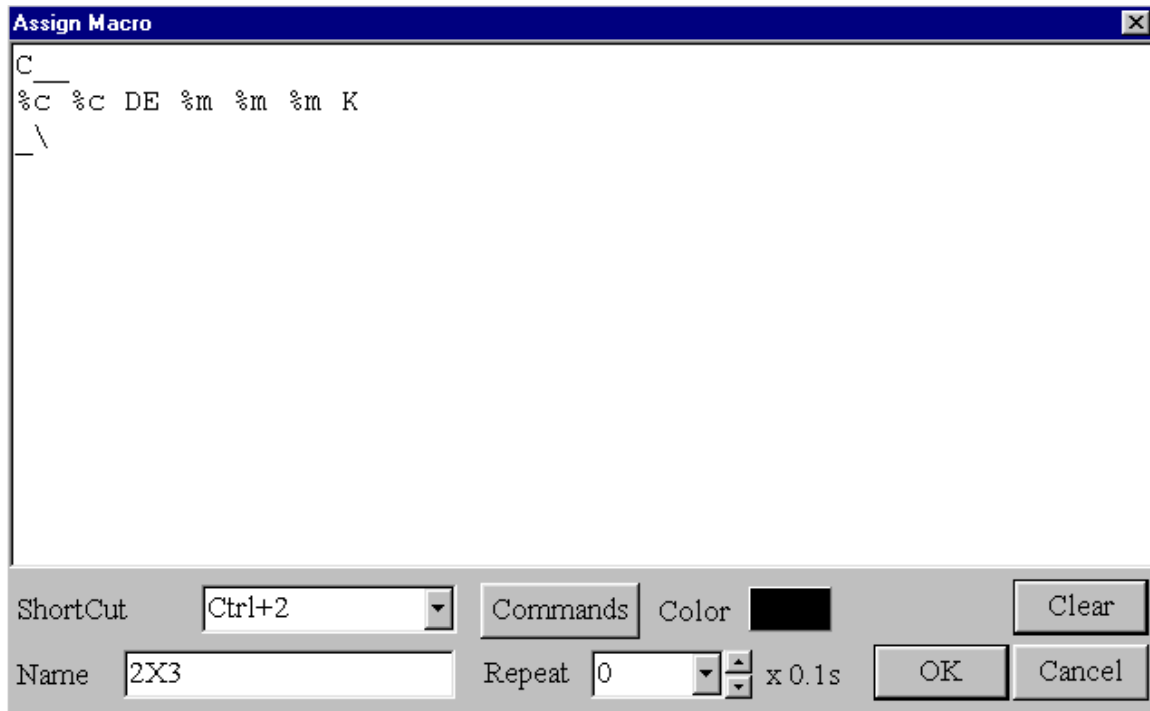 Assign Macro
C__
%c %c DE %m %m %m K
_\
ShortCut Ctrl+2 Commands Color Clear
Name 2X3 Repeat 0 x 0.1s OK Cancel